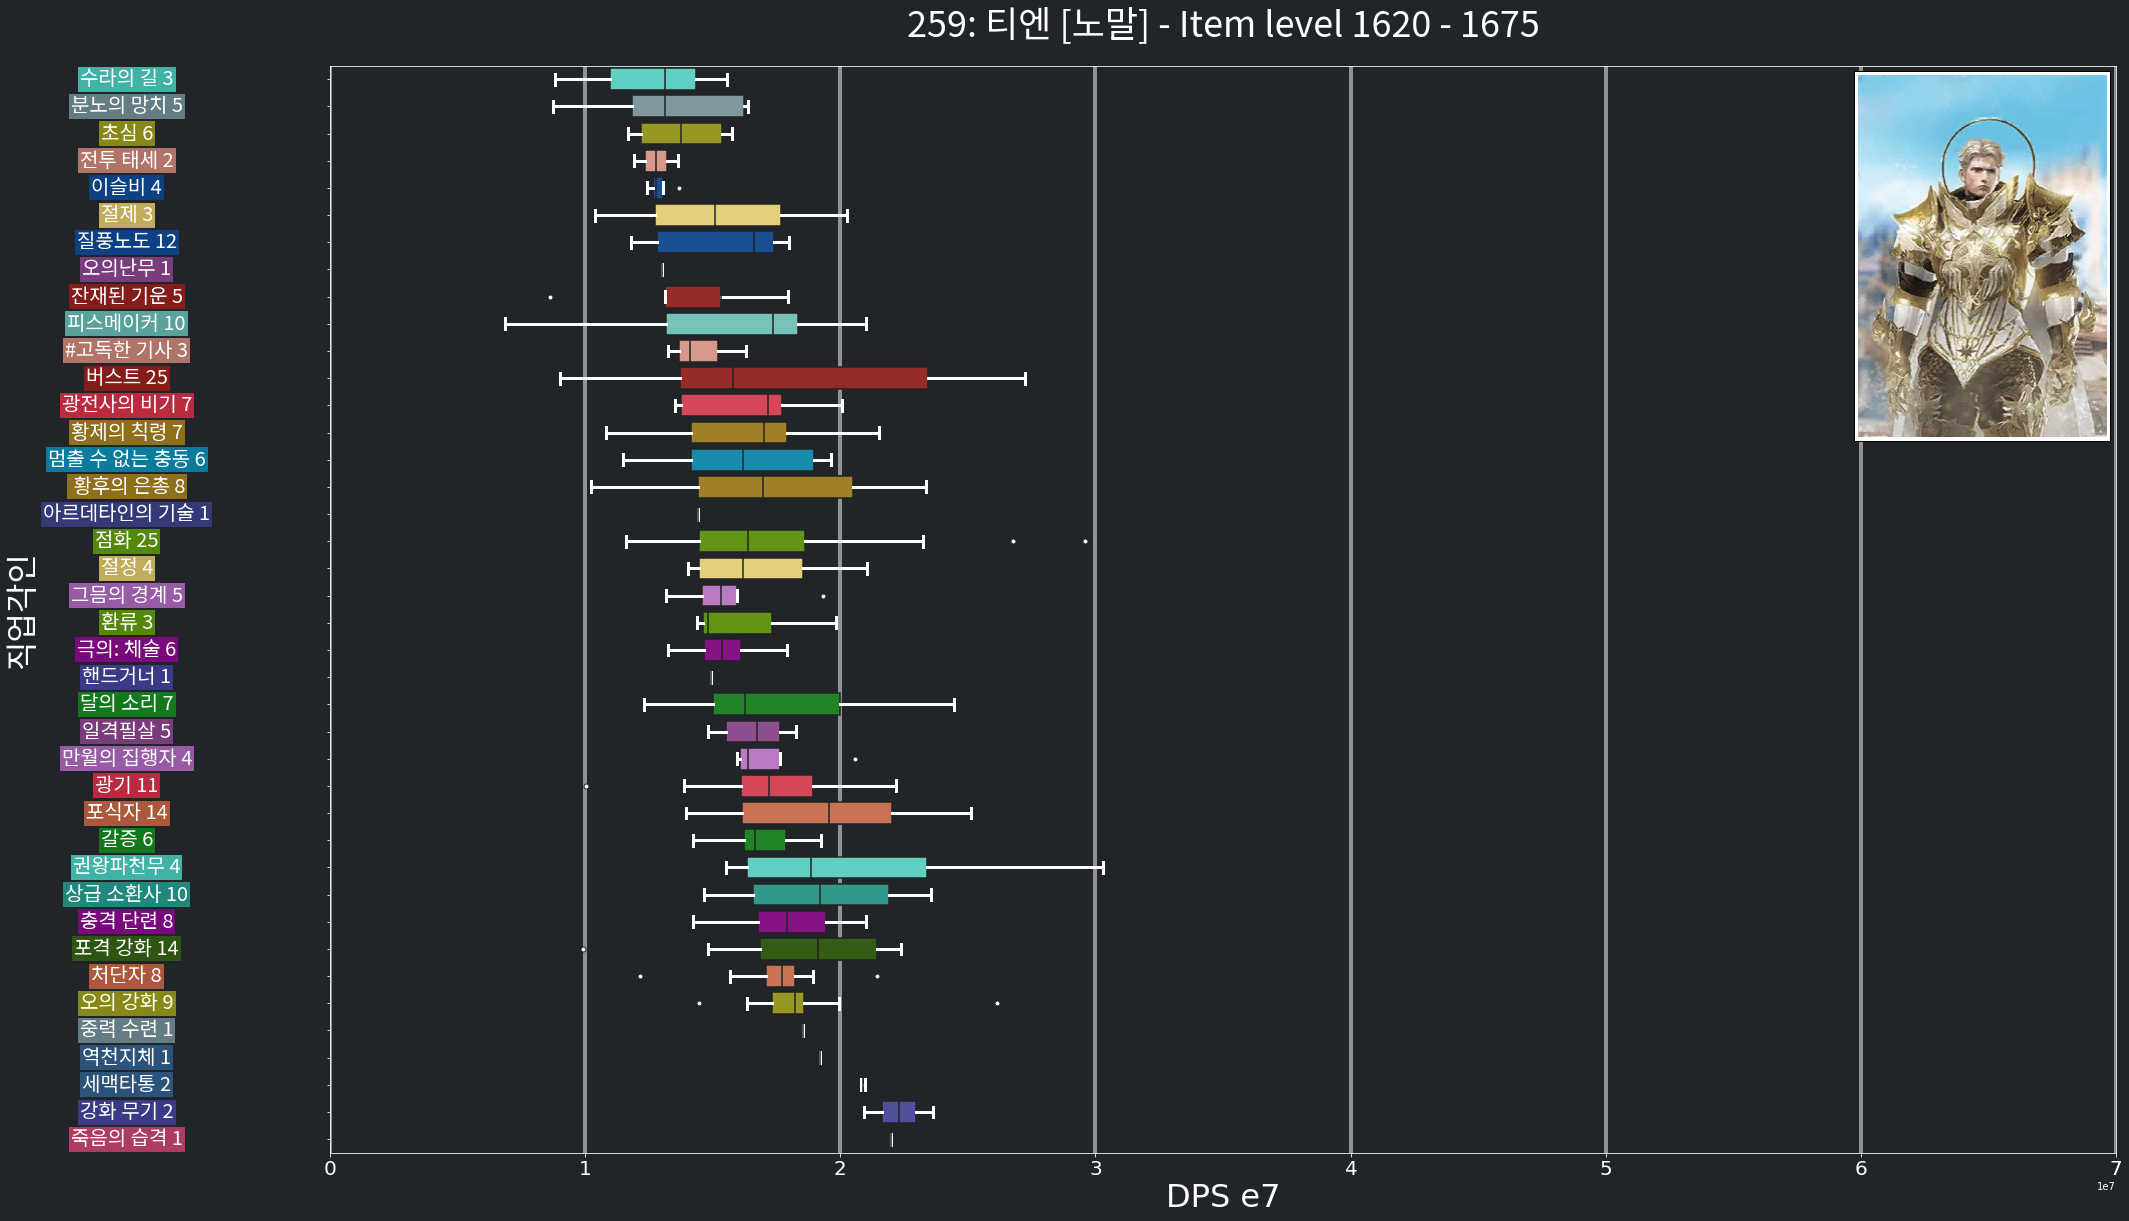 259: 티엔 [노말] - Item level 1620 - 1675
직업각인
수라의 길 3
분노의 망치 5
초심 6
전투 태세 2
이슬비 4
절제 3
질풍노도 12
오의난무 1
잔재된 기운 5
피스메이커 10
#고독한 기사 3
버스트 25
광전사의 비기 7
황제의 칙령 7
멈출 수 없는 충동 6
황후의 은총 8
아르데타인의 기술 1
점화 25
절정 4
그믐의 경계 5
환류 3
극의: 체술 6
핸드거너 1
달의 소리 7
일격필살 5
만월의 집행자 4
광기 11
포식자 14
갈증 6
권왕파천무 4
상급 소환사 10
충격 단련 8
포격 강화 14
처단자 8
오의 강화 9
중력 수련 1
역천지체 1
세맥타통 2
강화 무기 2
죽음의 습격 1
0 1 2 3 4 5 6 7
1e7
DPS e7